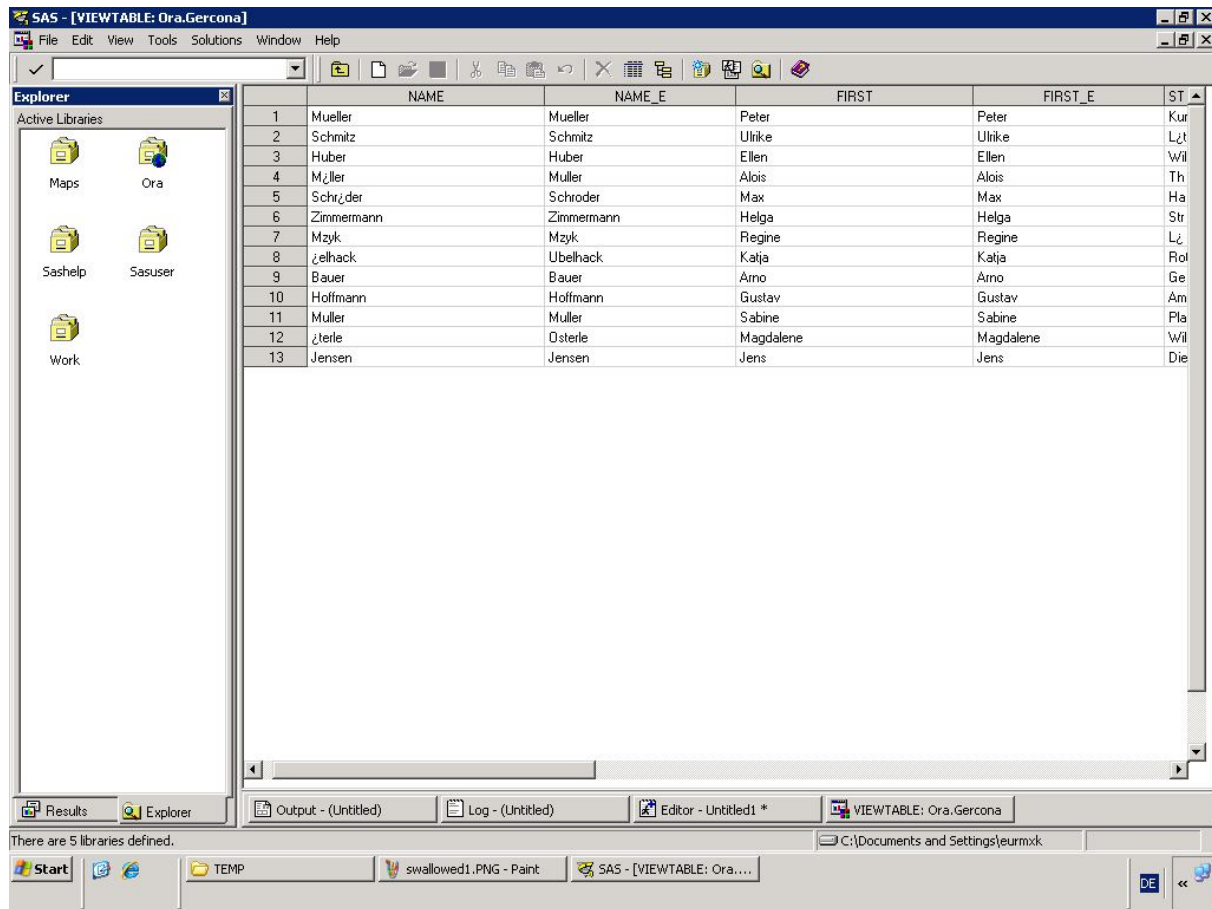 SAS - [VIEWTABLE: Ora.Gercona]
File Edit View Tools Solutions Window Help
Explorer
Active Libraries
Maps Ora
Sashelp Sasuser
Work
NAME NAME_E FIRST FIRST_E ST
1 Mueller Mueller Peter Peter Kur
2 Schmitz Schmitz Ulrike Ulrike L¿t
3 Huber Huber Ellen Ellen Wil
4 M¿ller Muller Alois Alois Th
5 Schr¿der Schroder Max Max Ha
6 Zimmermann Zimmermann Helga Helga Str
7 Mzyk Mzyk Regine Regine L¿
8 ¿elhack Ubelhack Katja Katja Rot
9 Bauer Bauer Arno Arno Ge
10 Hoffmann Hoffmann Gustav Gustav Am
11 Muller Muller Sabine Sabine Pla
12 ¿terle Osterle Magdalene Magdalene Wil
13 Jensen Jensen Jens Jens Die
Results Explorer
Output - (Untitled) Log - (Untitled) Editor - Untitled1 * VIEWTABLE: Ora.Gercona
There are 5 libraries defined. C:\Documents and Settings\eurmxk
Start TEMP swallowed1.PNG - Paint SAS - [VIEWTABLE: Ora.... DE «